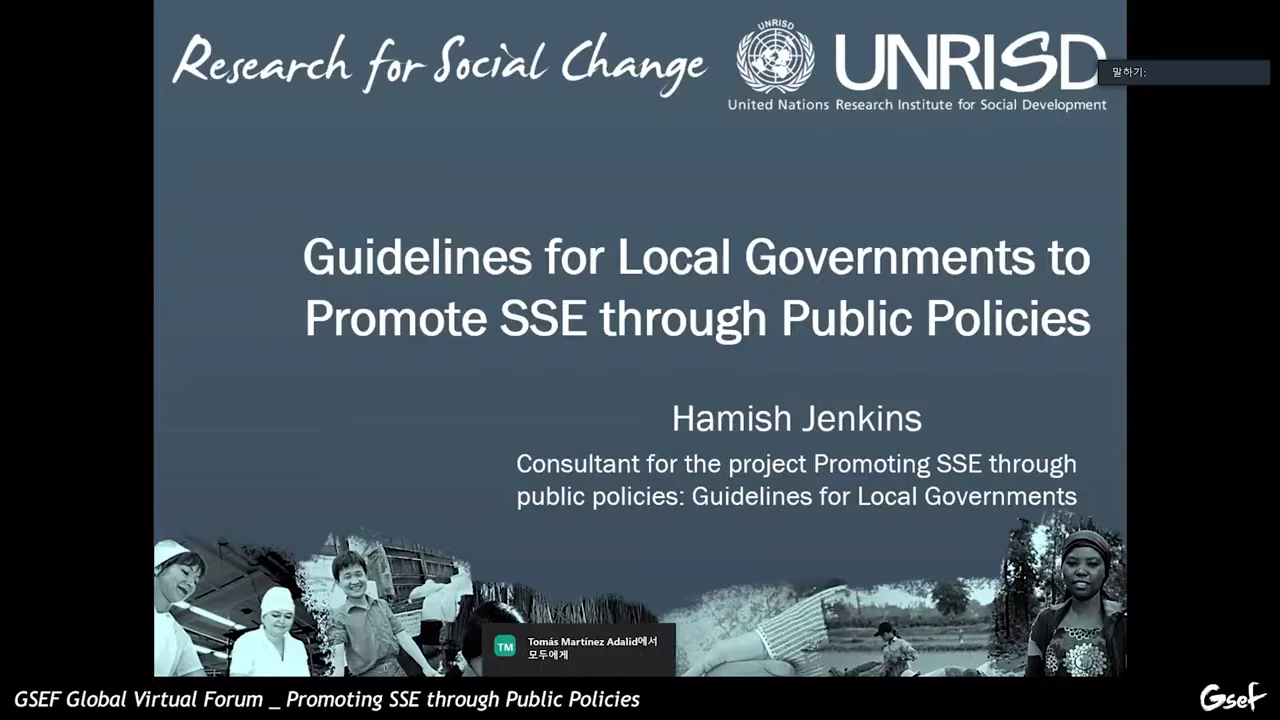 Research for Social Change
UNRISD
UNRISD
United Nations Research Institute for Social Development
말하기:
Guidelines for Local Governments to
Promote SSE through Public Policies
Hamish Jenkins
Consultant for the project Promoting SSE through
public policies: Guidelines for Local Governments
TM
Tomás Martínez Adalid에서
모두에게
GSEF Global Virtual Forum _ Promoting SSE through Public Policies
Gsef